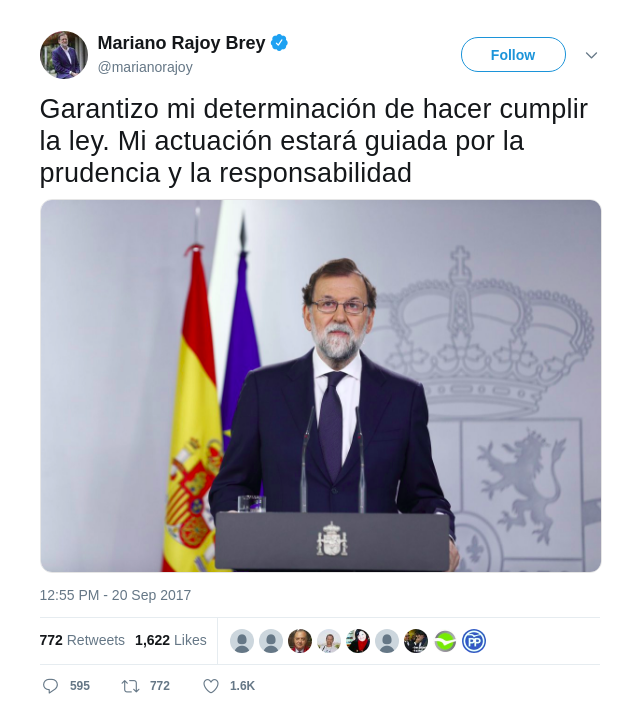 Mariano Rajoy Brey
@marianorajoy
Follow
Garantizo mi determinación de hacer cumplir
la ley. Mi actuación estará guiada por la
prudencia y la responsabilidad
12:55 PM - 20 Sep 2017
772 Retweets 1,622 Likes
PP
595 772 1.6K